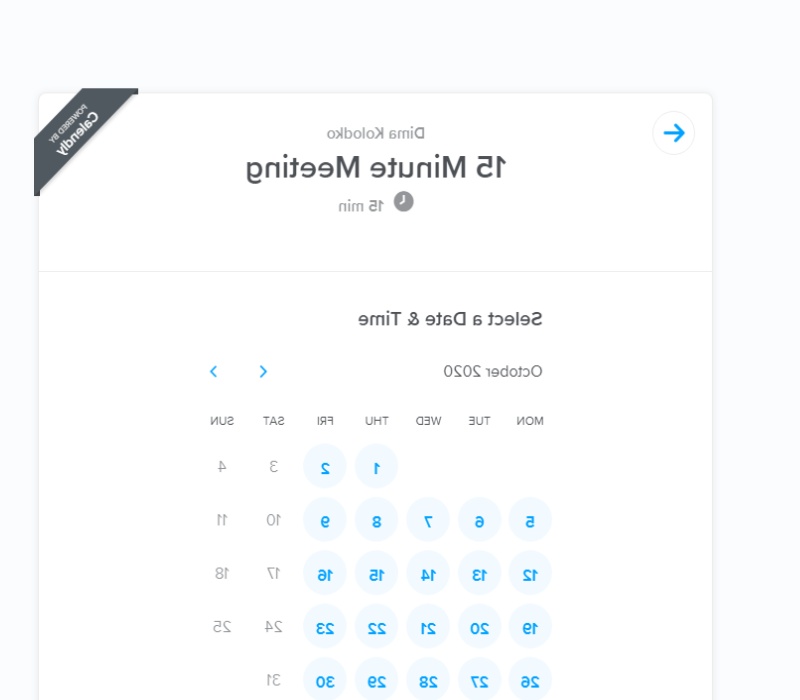 POWERED BY
Calendly
Dima Kolodko
15 Minute Meeting
15 min
Select a Date & Time
October 2020
MON TUE WED THU FRI SAT SUN
1 2 3 4
5 6 7 8 9 10 11
12 13 14 15 16 17 18
19 20 21 22 23 24 25
26 27 28 29 30 31